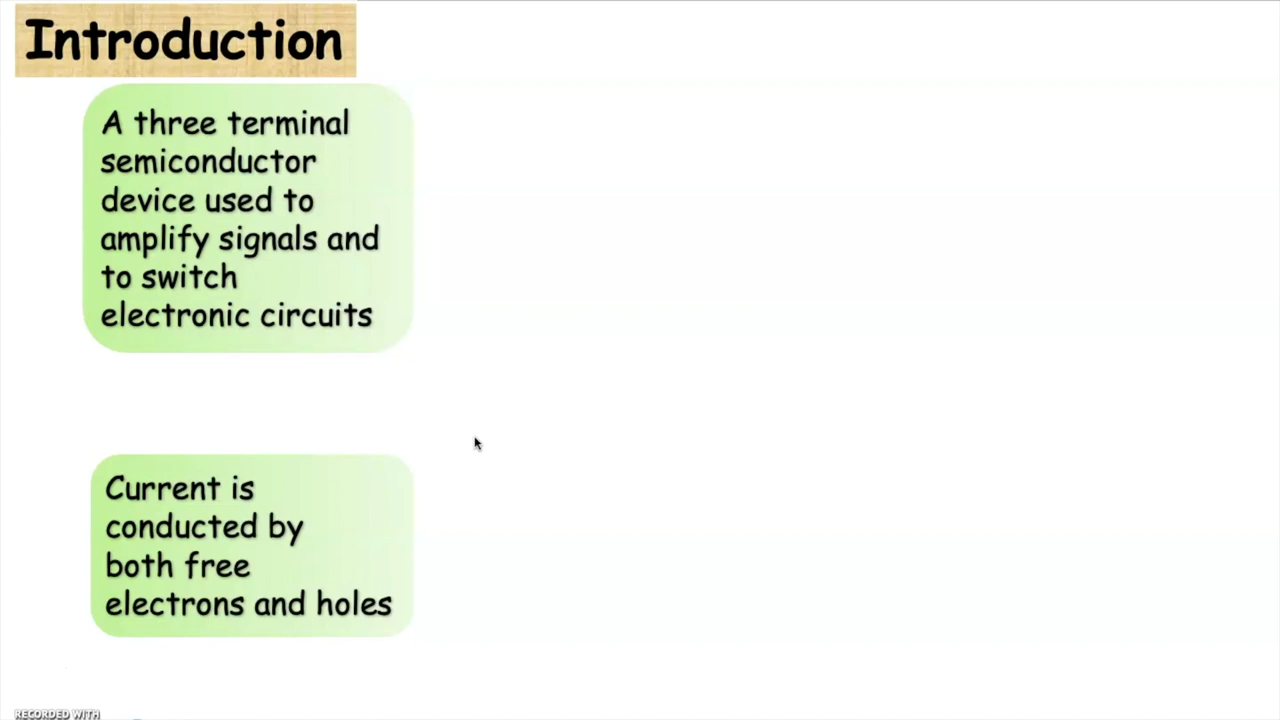 Introduction
A three terminal
semiconductor
device used to
amplify signals and
to switch
electronic circuits
Current is
conducted by
both free
electrons and holes
RECORDED WITH